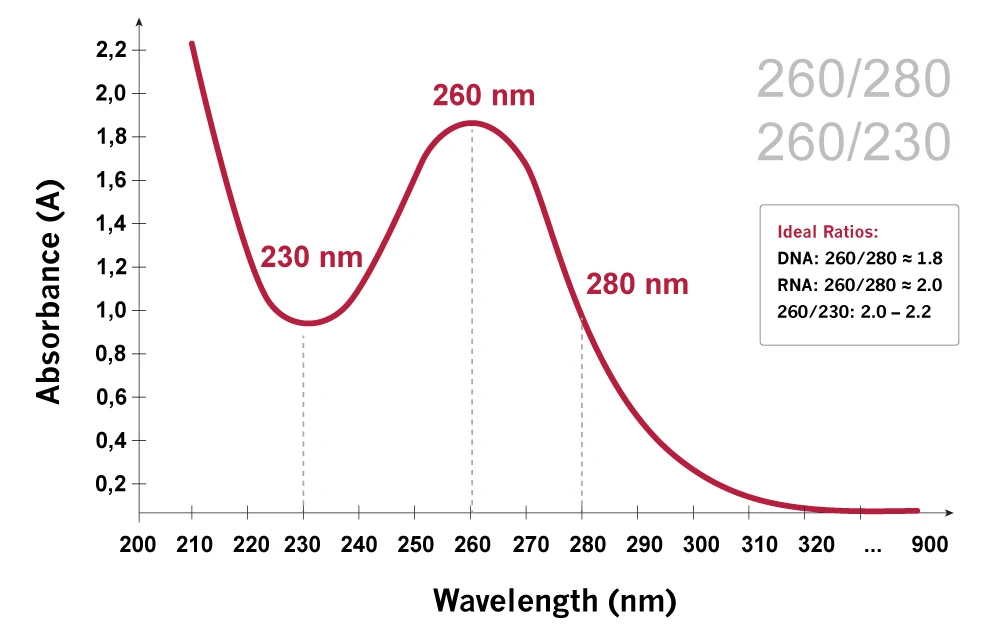 2,2
2,0
1,8
1,6
1,4
1,2
1,0
0,8
0,6
0,4
0,2
Absorbance (A)
260 nm
230 nm
280 nm
260/280
260/230
Ideal Ratios:
DNA: 260/280 ≈ 1.8
RNA: 260/280 ≈ 2.0
260/230: 2.0 – 2.2
200 210 220 230 240 250 260 270 280 290 300 310 320 ... 900
Wavelength (nm)